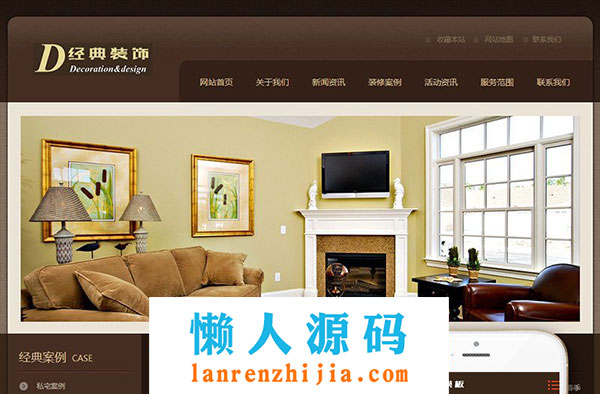 收藏本站 网站地图 联系我们
D 经典装饰
Decoration&design
网站首页 关于我们 新闻资讯 装修案例 活动资讯 服务范围 联系我们
懒人源码
lanrenzhijia.com
经典案例 CASE
私宅案例
模板